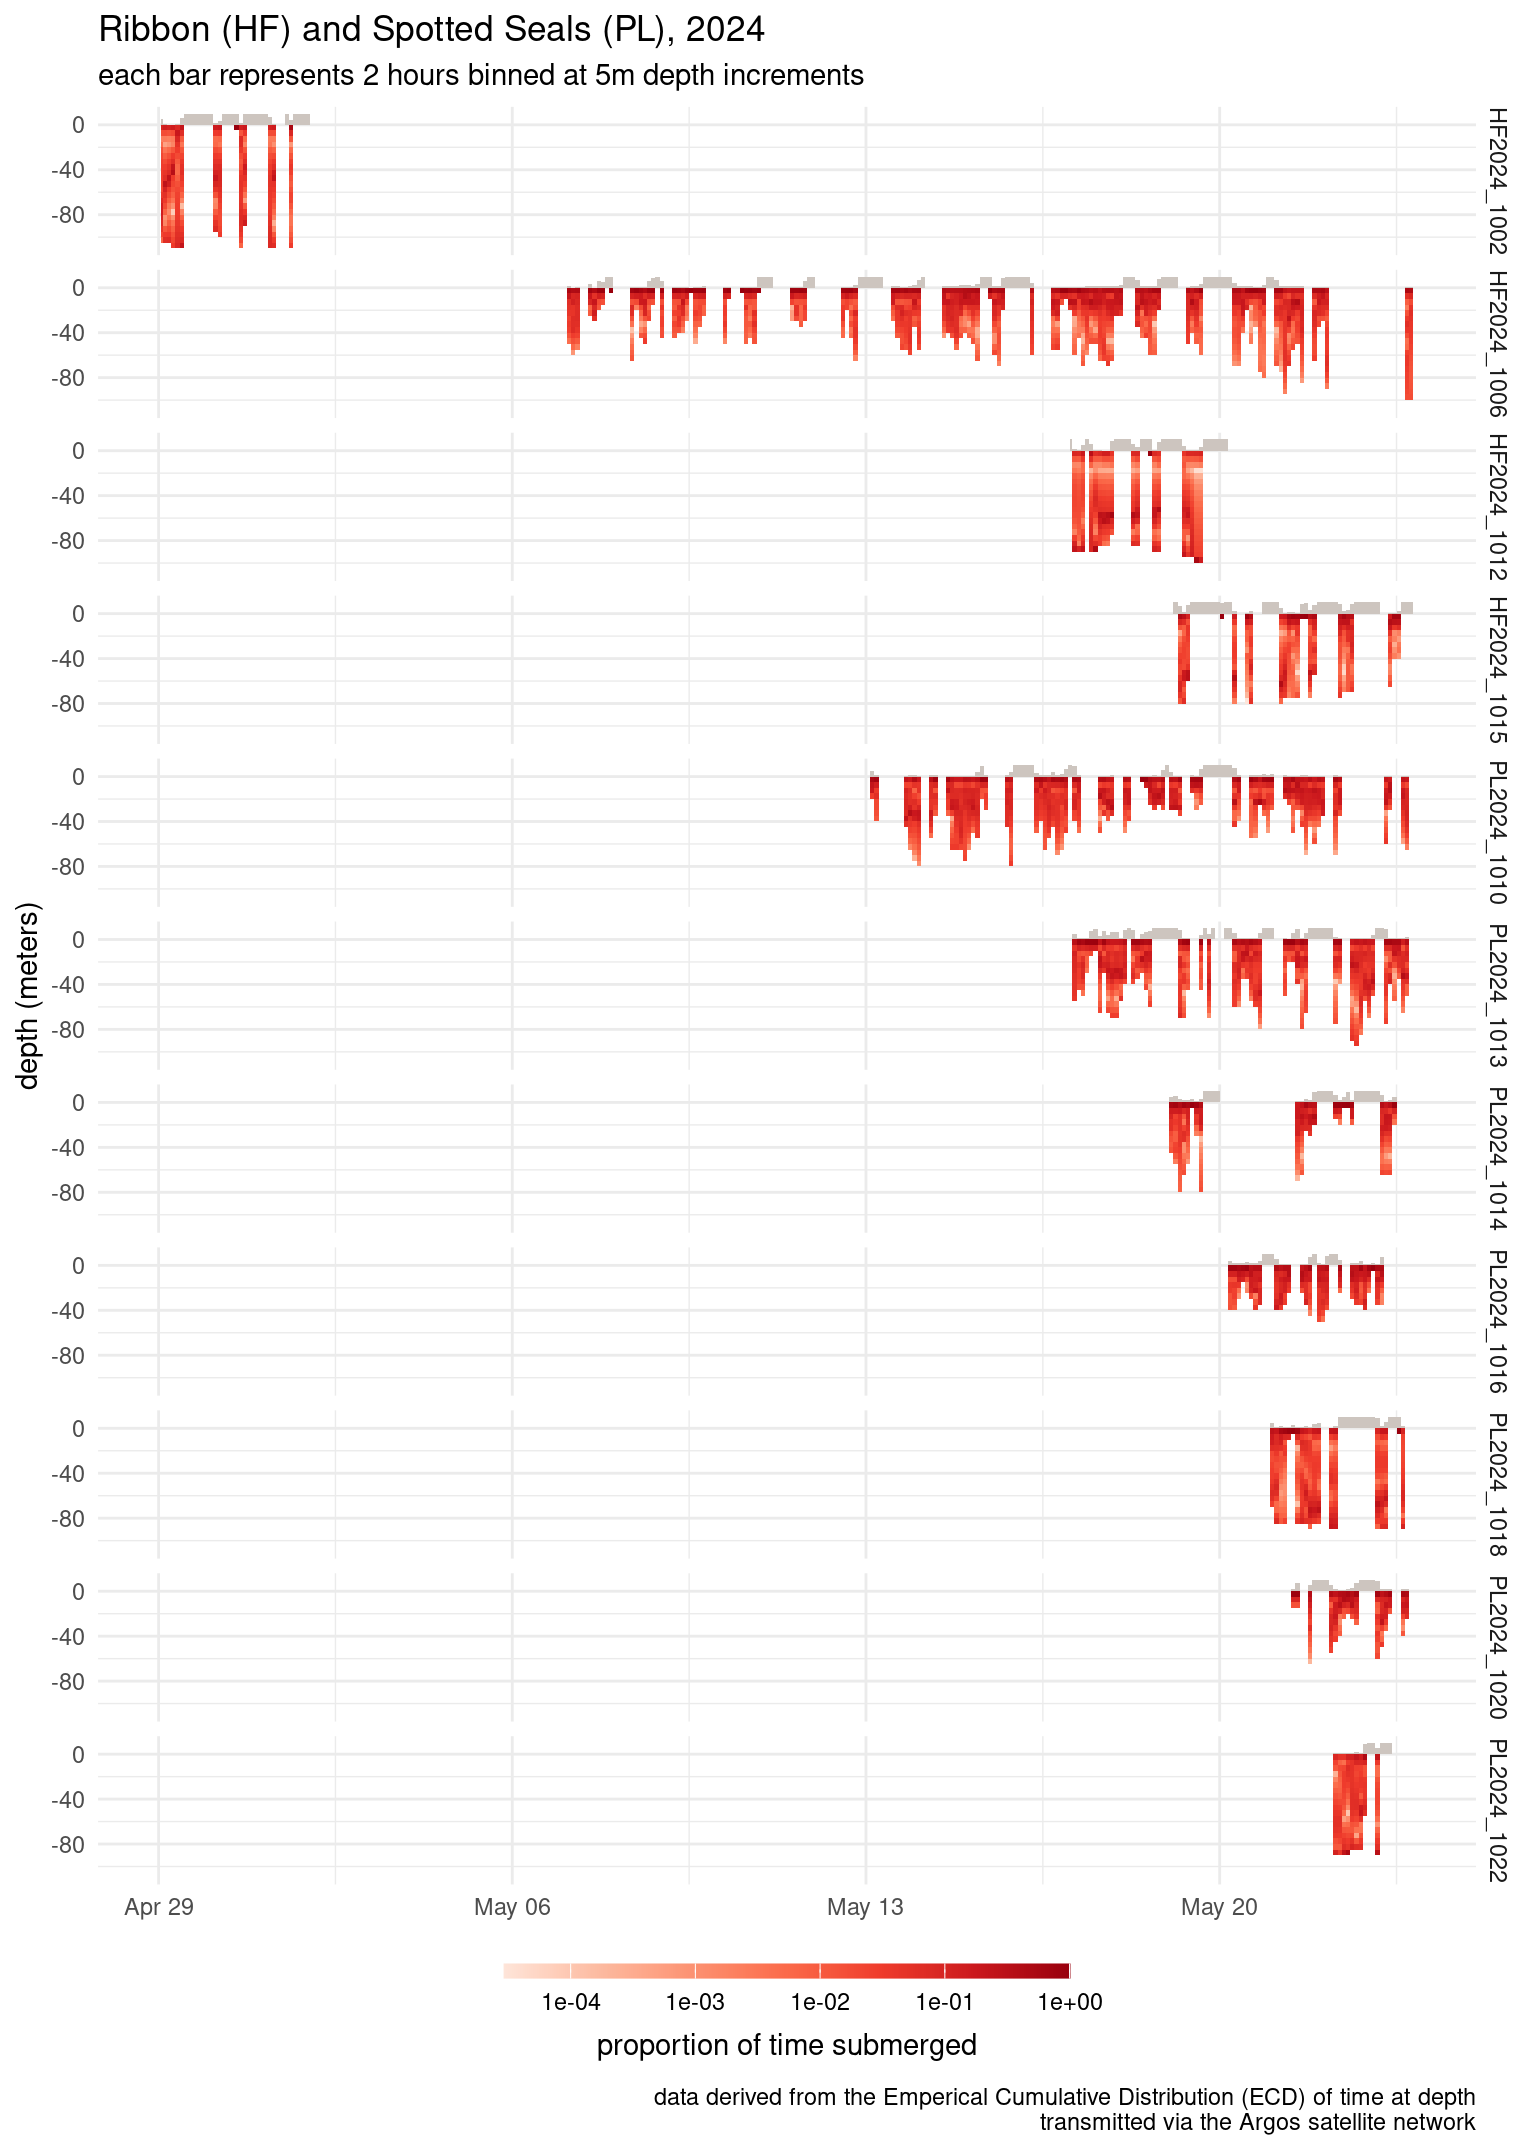 Ribbon (HF) and Spotted Seals (PL), 2024
each bar represents 2 hours binned at 5m depth increments
0
-40
-80
HF2024_1002
0
-40
-80
HF2024_1006
0
-40
-80
HF2024_1012
0
-40
-80
HF2024_1015
0
-40
-80
PL2024_1010
depth (meters)
0
-40
-80
PL2024_1013
0
-40
-80
PL2024_1014
0
-40
-80
PL2024_1016
0
-40
-80
PL2024_1018
0
-40
-80
PL2024_1020
0
-40
-80
PL2024_1022
Apr 29 May 06 May 13 May 20
1e-04 1e-03 1e-02 1e-01 1e+00
proportion of time submerged
data derived from the Emperical Cumulative Distribution (ECD) of time at depth
transmitted via the Argos satellite network